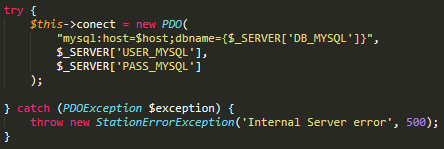 try {
    $this->conect = new PDO(
        "mysql:host=$host;dbname={$_SERVER['DB_MYSQL']}",
        $_SERVER['USER_MYSQL'],
        $_SERVER['PASS_MYSQL']
    );
} catch (PDOException $exception) {
    throw new StationErrorException('Internal Server error', 500);
}